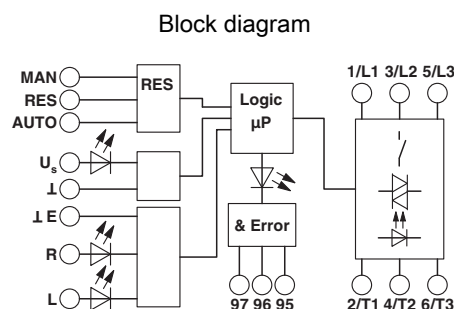 Block diagram
MAN
RES
AUTO
RES
Logic
µP
1/L1 3/L2 5/L3
Us
⊥
⊥ E
R
L
& Error
97 96 95
2/T1 4/T2 6/T3